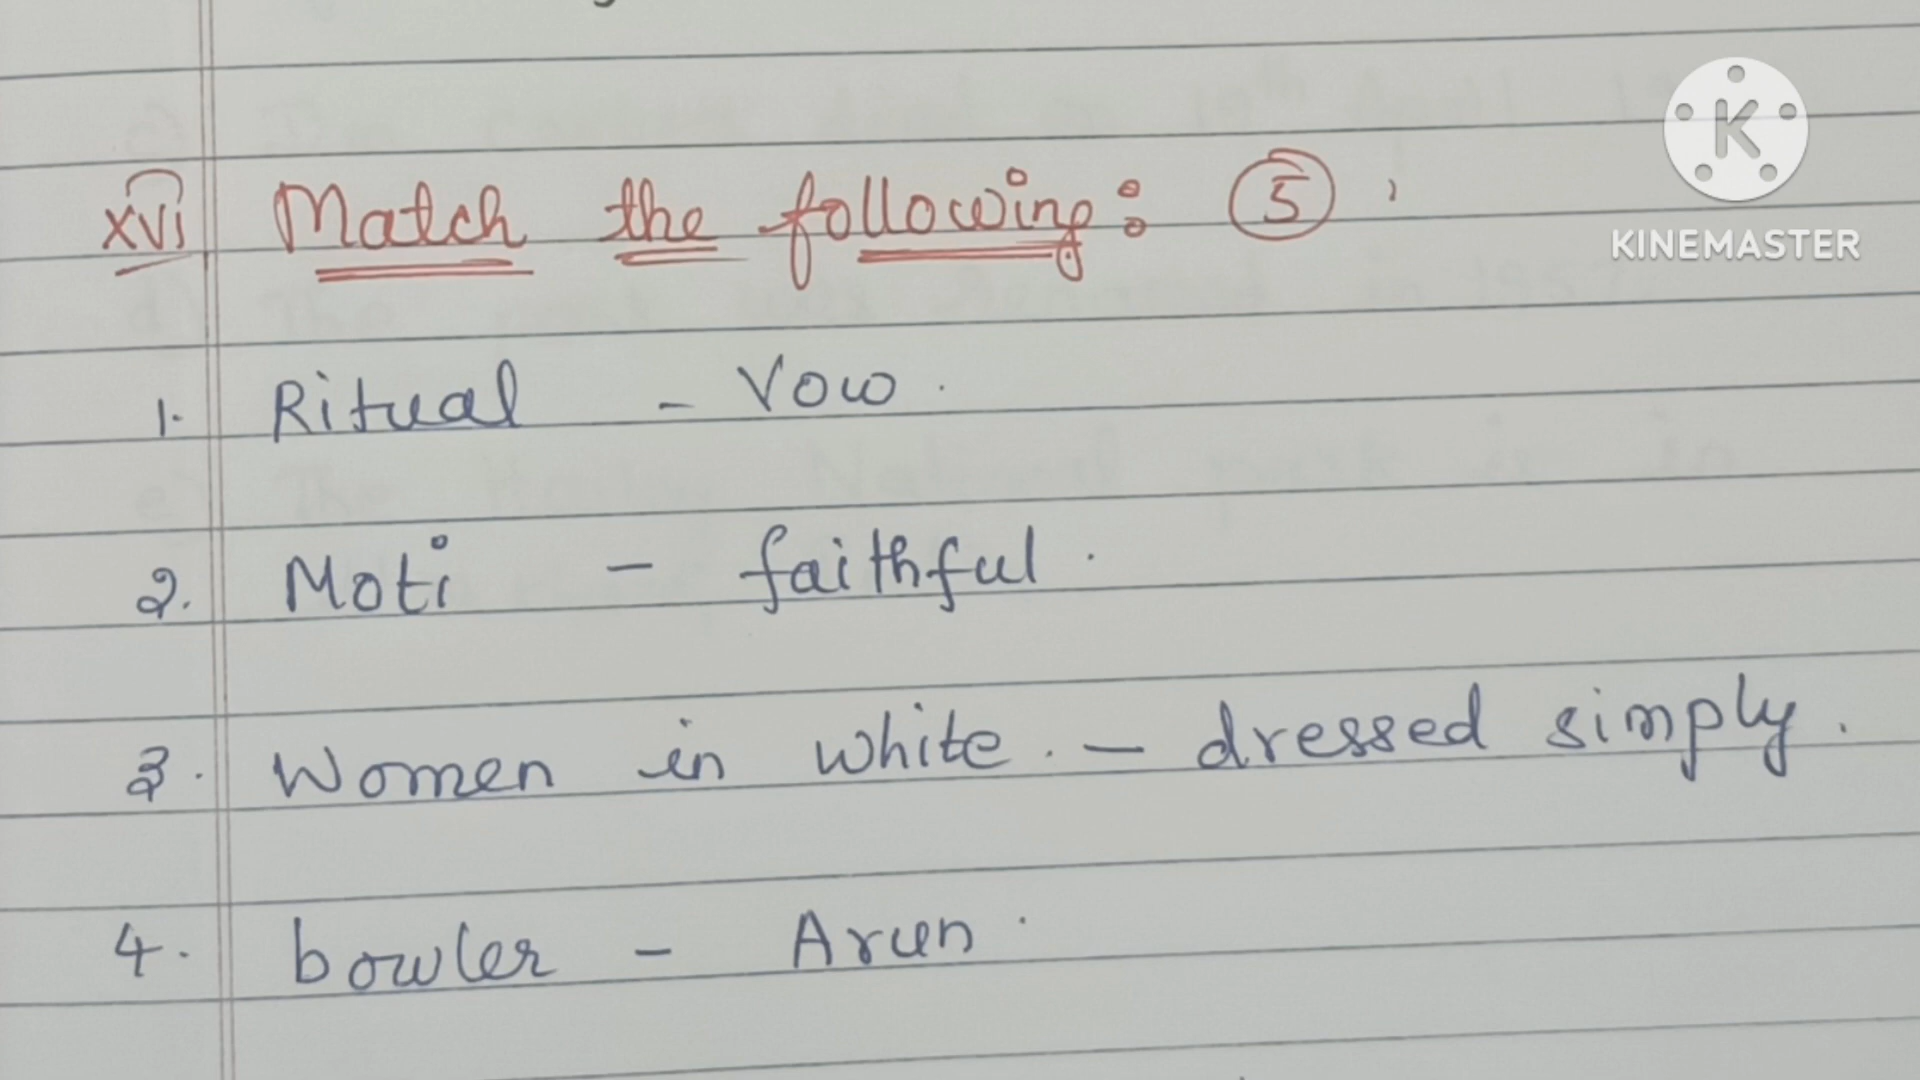 xvi Match the following: 5
K
KINEMASTER
1. Ritual - Vow.
2. Moti - faithful.
3. Women in white. - dressed simply.
4. bowler - Arun.